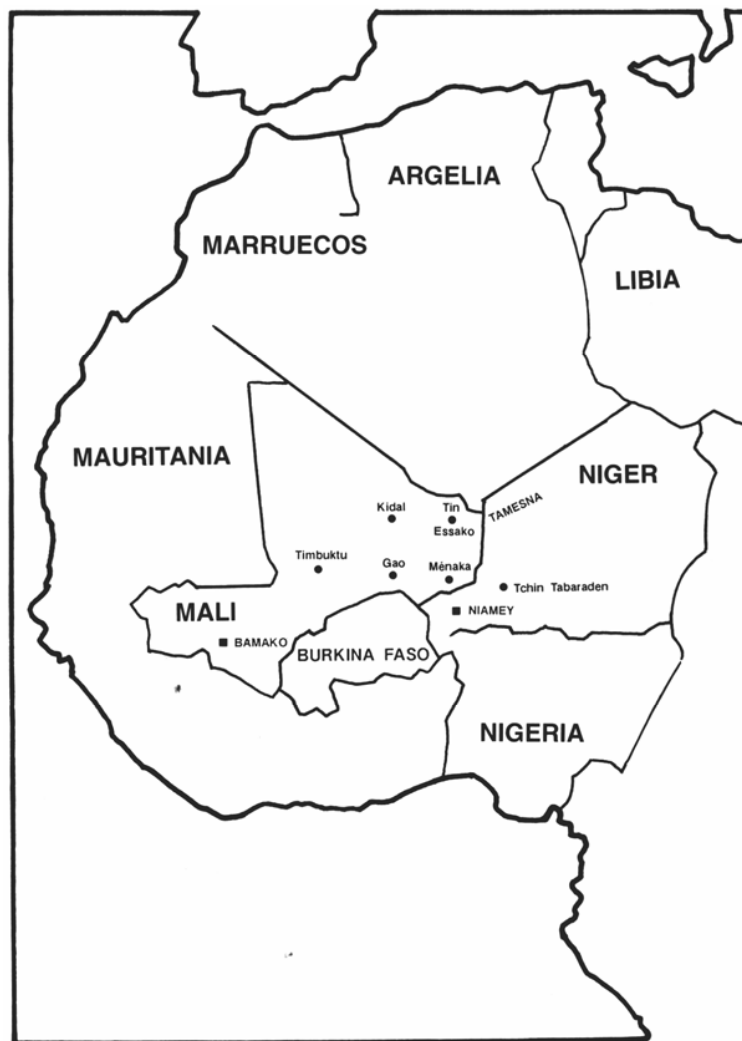 ARGELIA
MARRUECOS
LIBIA
MAURITANIA
NIGER
TAMESNA
Kidal
Tin
Essako
Timbuktu
Gao
Ménaka
Tchin Tabaraden
MALI
NIAMEY
BAMAKO
BURKINA FASO
NIGERIA